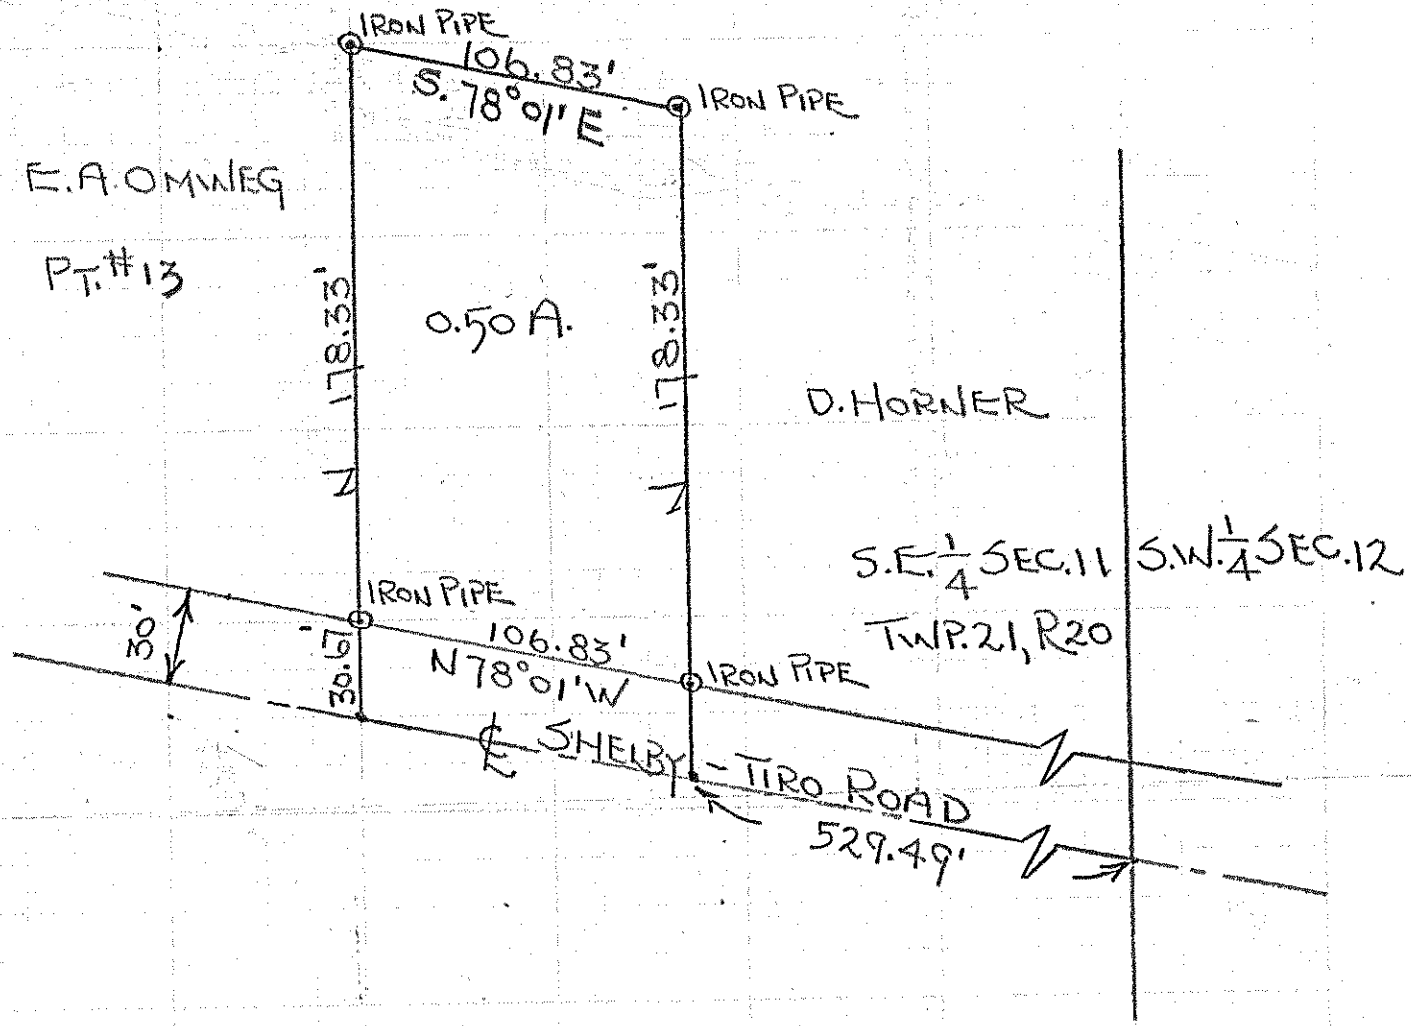 IRON PIPE
106.83'
S. 78°01' E
IRON PIPE
E.A. OMWEG
PT. #13
178.33'
0.50 A.
178.33'
D. HORNER
N
N
S.E. 1/4 SEC. 11
S.W. 1/4 SEC. 12
TWP. 21, R20
IRON PIPE
30'
30.67'
106.83'
N 78°01' W
IRON PIPE
℄ SHELBY - TIRO ROAD
529.49'